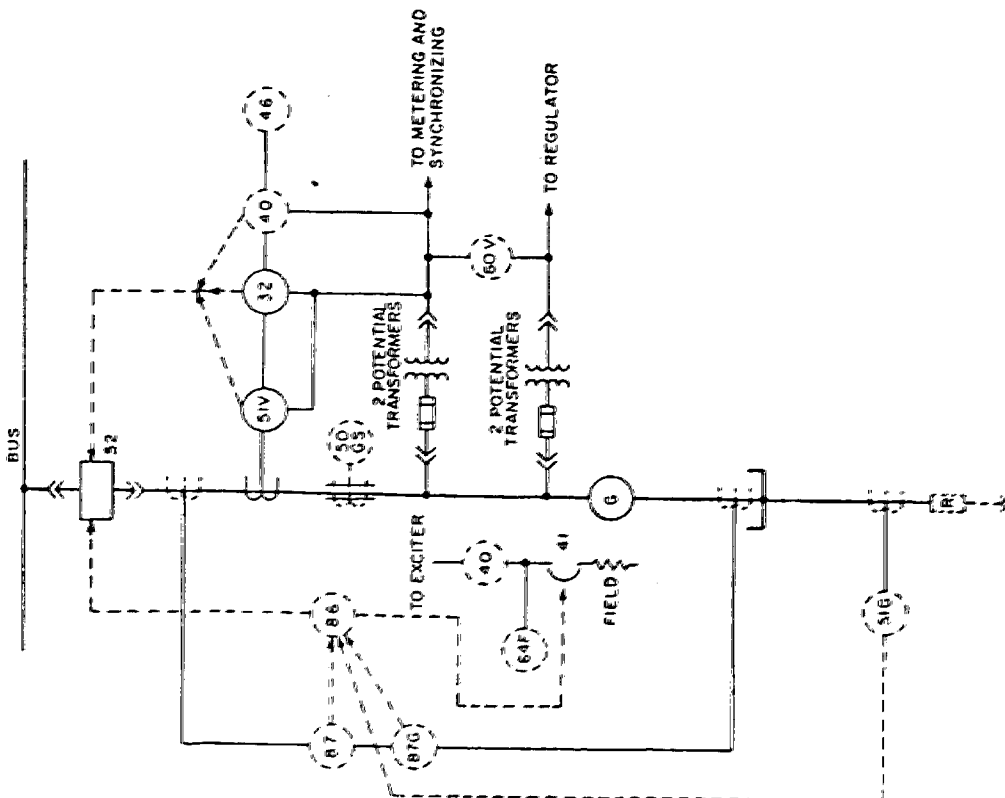 BUS
52
46
40
32
51V
TO METERING AND
SYNCHRONIZING
TO REGULATOR
60V
2 POTENTIAL
TRANSFORMERS
2 POTENTIAL
TRANSFORMERS
50
GS
G
TO EXCITER
40
41
FIELD
64F
86
87
87G
51G
R